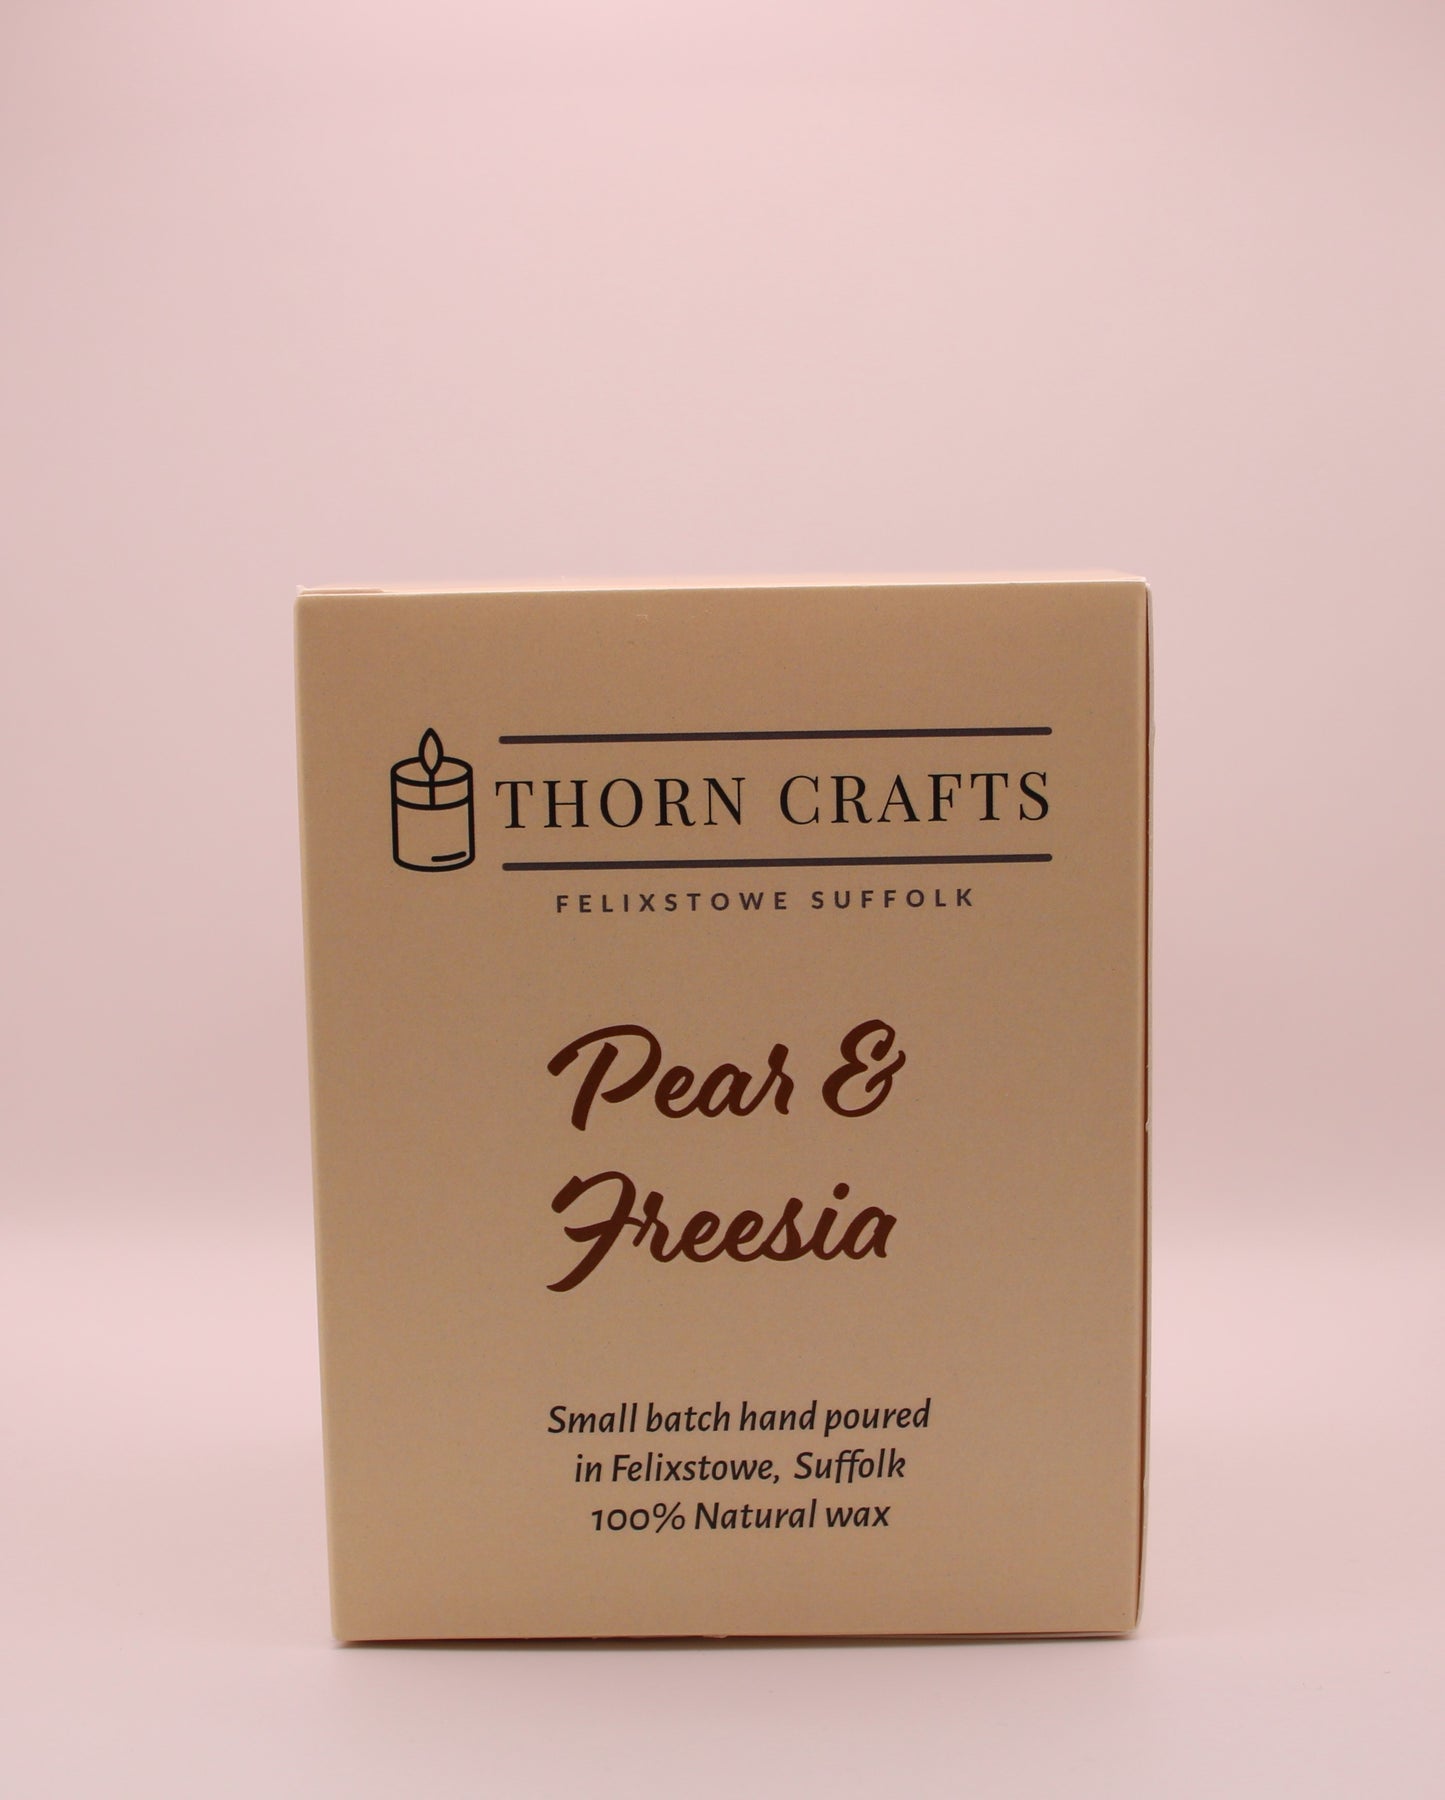 THORN CRAFTS
FELIXSTOWE SUFFOLK
Pear &
Freesia
Small batch hand poured
in Felixstowe, Suffolk
100% Natural wax